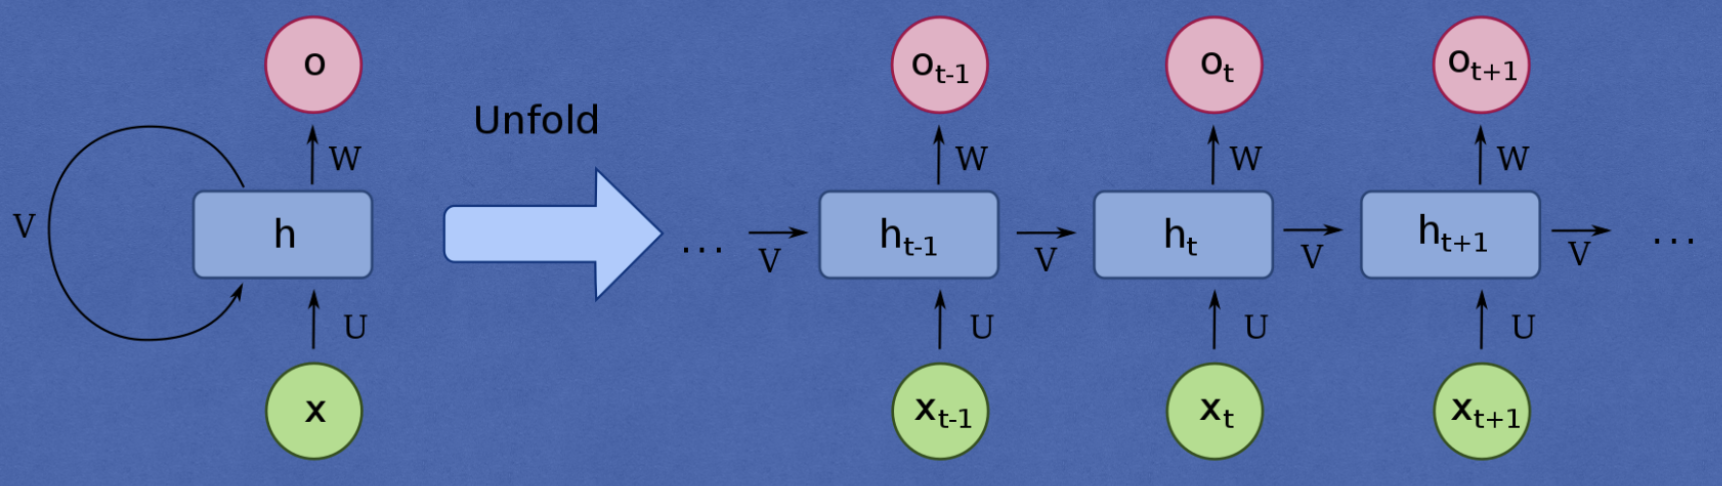 o
Unfold
W
V
h
U
x
o_{t-1}
o_t
o_{t+1}
W
W
W
...
V
h_{t-1}
V
h_t
V
h_{t+1}
V
...
U
U
U
x_{t-1}
x_t
x_{t+1}